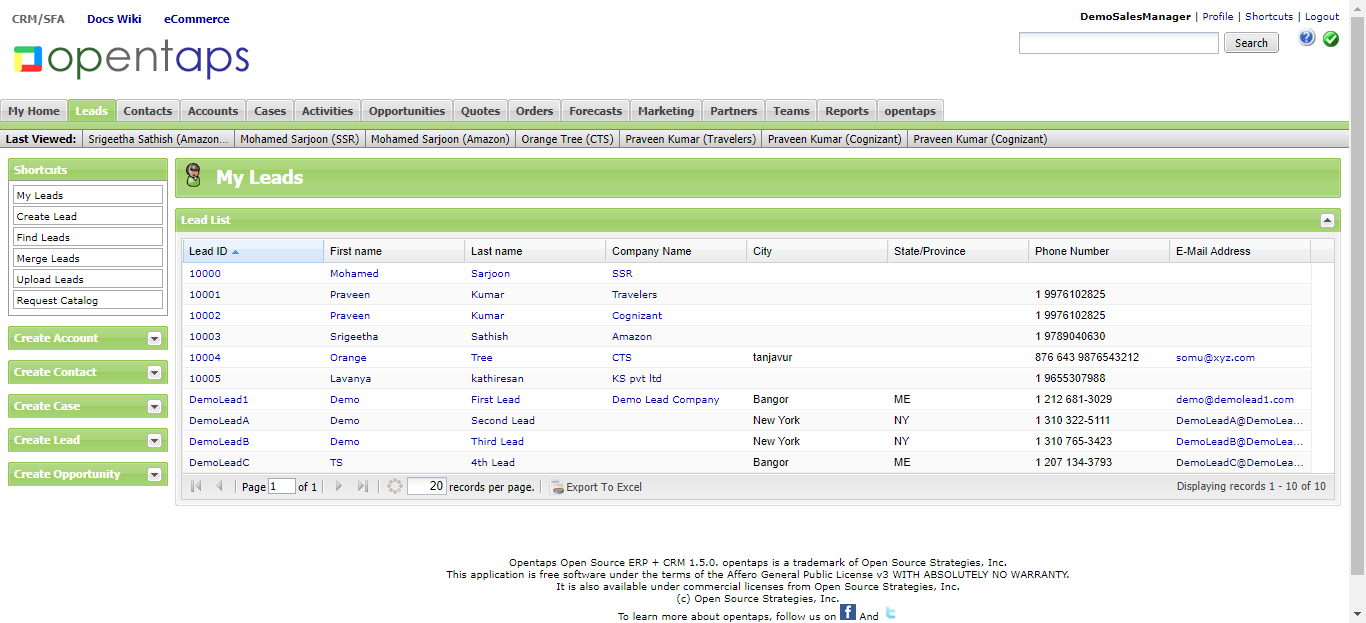 CRM/SFA Docs Wiki eCommerce
DemoSalesManager | Profile | Shortcuts | Logout
opentaps
Search
My Home Leads Contacts Accounts Cases Activities Opportunities Quotes Orders Forecasts Marketing Partners Teams Reports opentaps
Last Viewed: Srigeetha Sathish (Amazon... Mohamed Sarjoon (SSR) Mohamed Sarjoon (Amazon) Orange Tree (CTS) Praveen Kumar (Travelers) Praveen Kumar (Cognizant) Praveen Kumar (Cognizant)
Shortcuts
My Leads
Create Lead
Find Leads
Merge Leads
Upload Leads
Request Catalog
Create Account
Create Contact
Create Case
Create Lead
Create Opportunity
My Leads
Lead List
Lead ID First name Last name Company Name City State/Province Phone Number E-Mail Address
10000 Mohamed Sarjoon SSR
10001 Praveen Kumar Travelers 1 9976102825
10002 Praveen Kumar Cognizant 1 9976102825
10003 Srigeetha Sathish Amazon 1 9789040630
10004 Orange Tree CTS tanjavur 876 643 9876543212 somu@xyz.com
10005 Lavanya kathiresan KS pvt ltd 1 9655307988
DemoLead1 Demo First Lead Demo Lead Company Bangor ME 1 212 681-3029 demo@demolead1.com
DemoLeadA Demo Second Lead New York NY 1 310 322-5111 DemoLeadA@DemoLea...
DemoLeadB Demo Third Lead New York NY 1 310 765-3423 DemoLeadB@DemoLea...
DemoLeadC TS 4th Lead Bangor ME 1 207 134-3793 DemoLeadC@DemoLea...
Page 1 of 1 20 records per page. Export To Excel Displaying records 1 - 10 of 10
Opentaps Open Source ERP + CRM 1.5.0. opentaps is a trademark of Open Source Strategies, Inc.
This application is free software under the terms of the Affero General Public License v3 WITH ABSOLUTELY NO WARRANTY.
It is also available under commercial licenses from Open Source Strategies, Inc.
(c) Open Source Strategies, Inc.
To learn more about opentaps, follow us on f And t